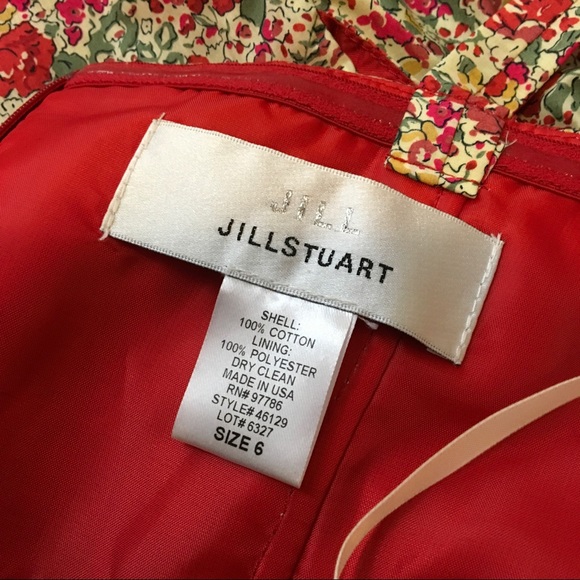 JILL
JILLSTUART
SHELL:
100% COTTON
LINING:
100% POLYESTER
DRY CLEAN
MADE IN USA
RN# 97786
STYLE# 46129
LOT# 6327
SIZE 6